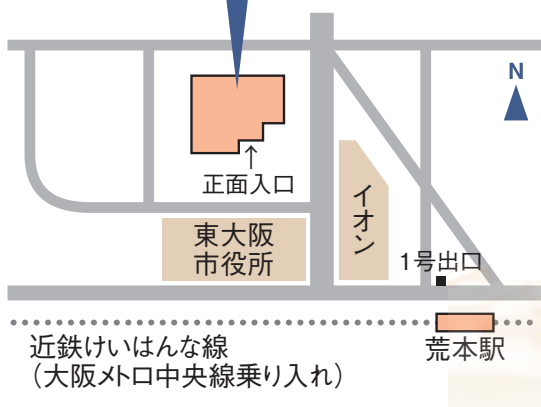 N
正面入口
東大阪
市役所
イオン
1号出口
近鉄けいはんな線
（大阪メトロ中央線乗り入れ）
荒本駅